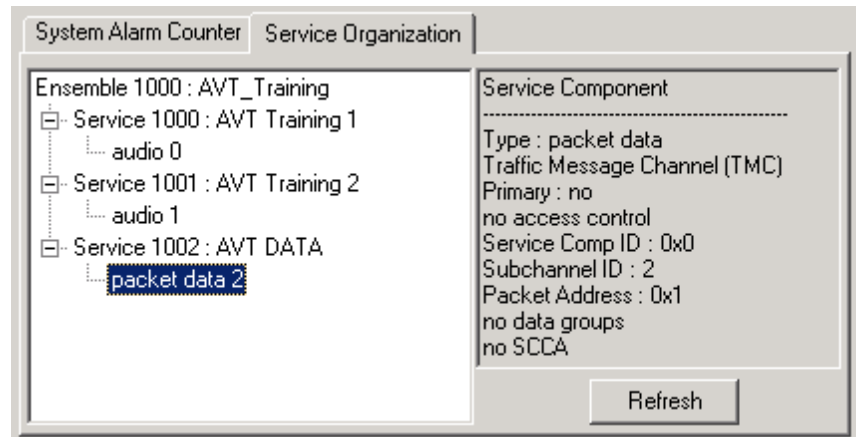 System Alarm Counter
Service Organization
Ensemble 1000 : AVT_Training
Service 1000 : AVT Training 1
audio 0
Service 1001 : AVT Training 2
audio 1
Service 1002 : AVT DATA
packet data 2
Service Component
------------------------------------------------------------
Type : packet data
Traffic Message Channel (TMC)
Primary : no
no access control
Service Comp ID : 0x0
Subchannel ID : 2
Packet Address : 0x1
no data groups
no SCCA
Refresh